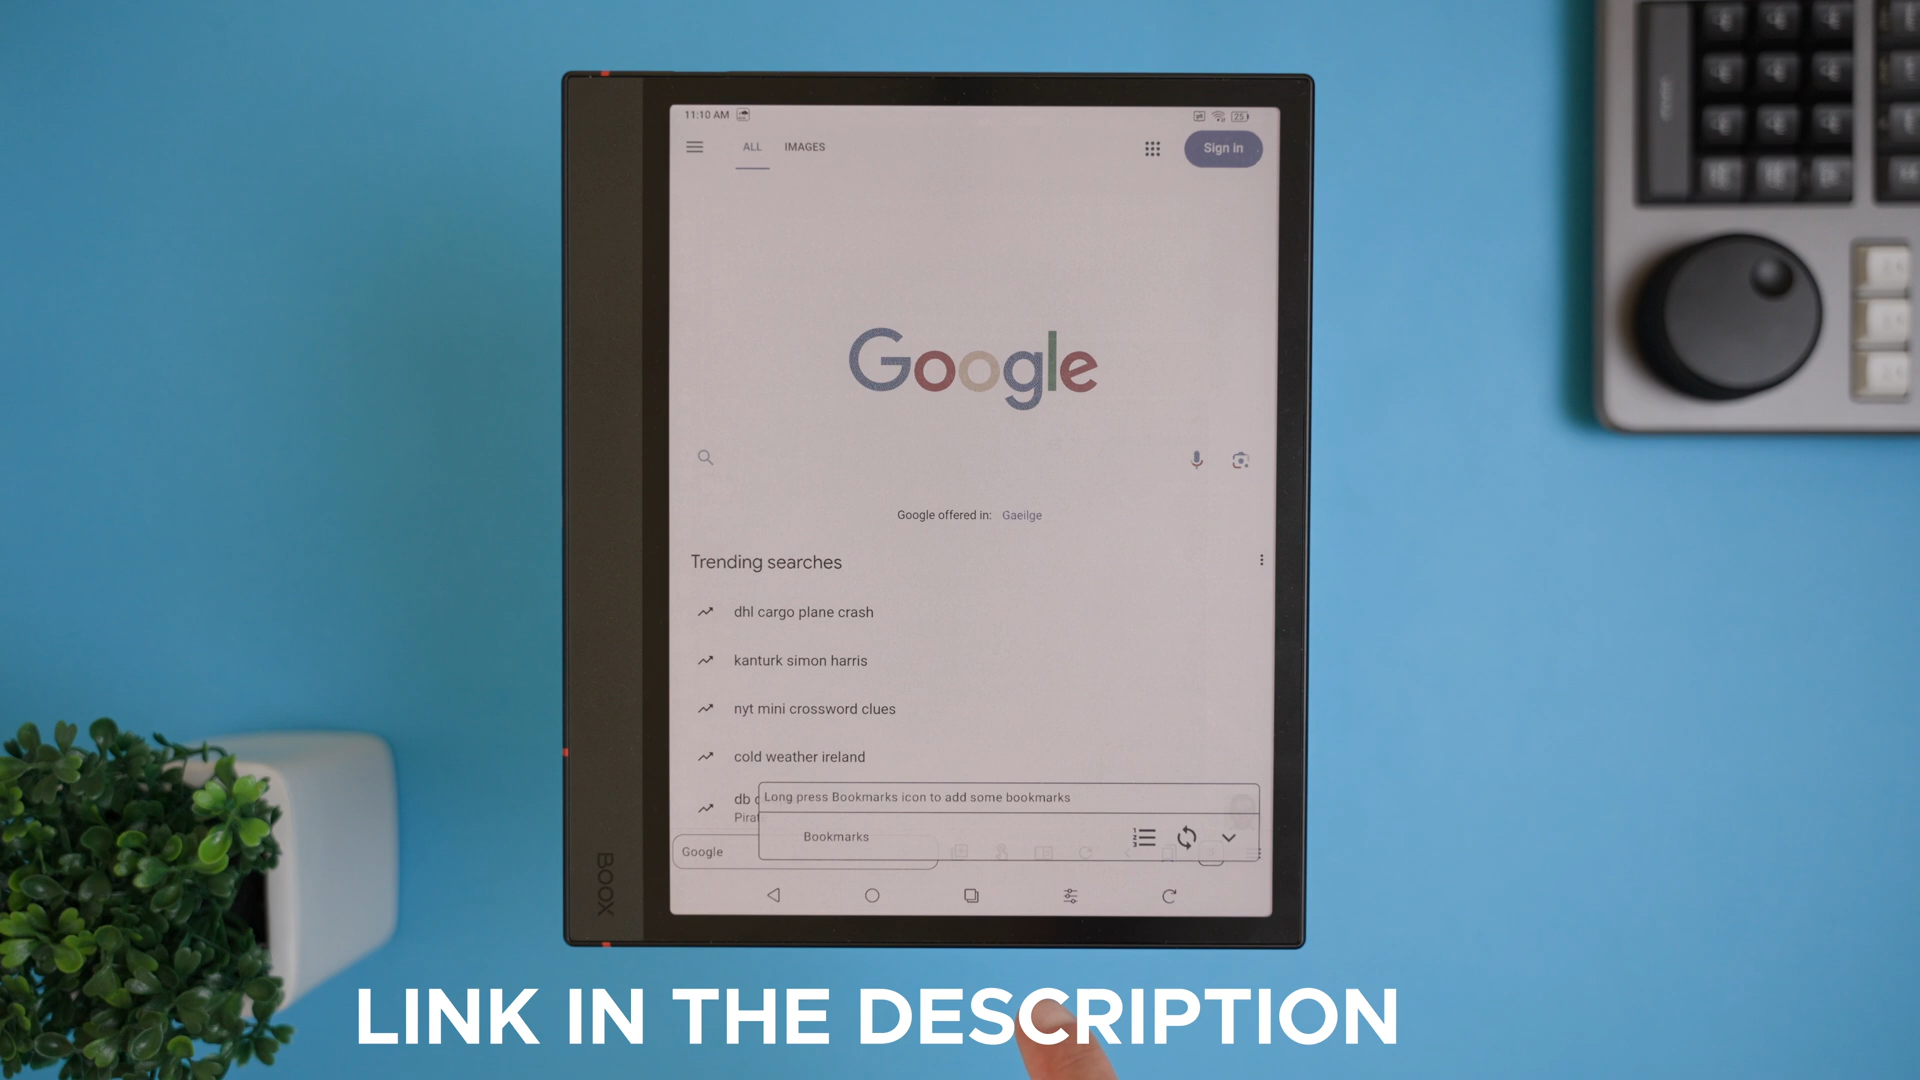 11:10 AM
25
ALL IMAGES
Sign in
Google
Google offered in: Gaeilge
Trending searches
dhl cargo plane crash
kanturk simon harris
nyt mini crossword clues
cold weather ireland
db
Long press Bookmarks icon to add some bookmarks
Bookmarks
Google
BOOX
LINK IN THE DESCRIPTION